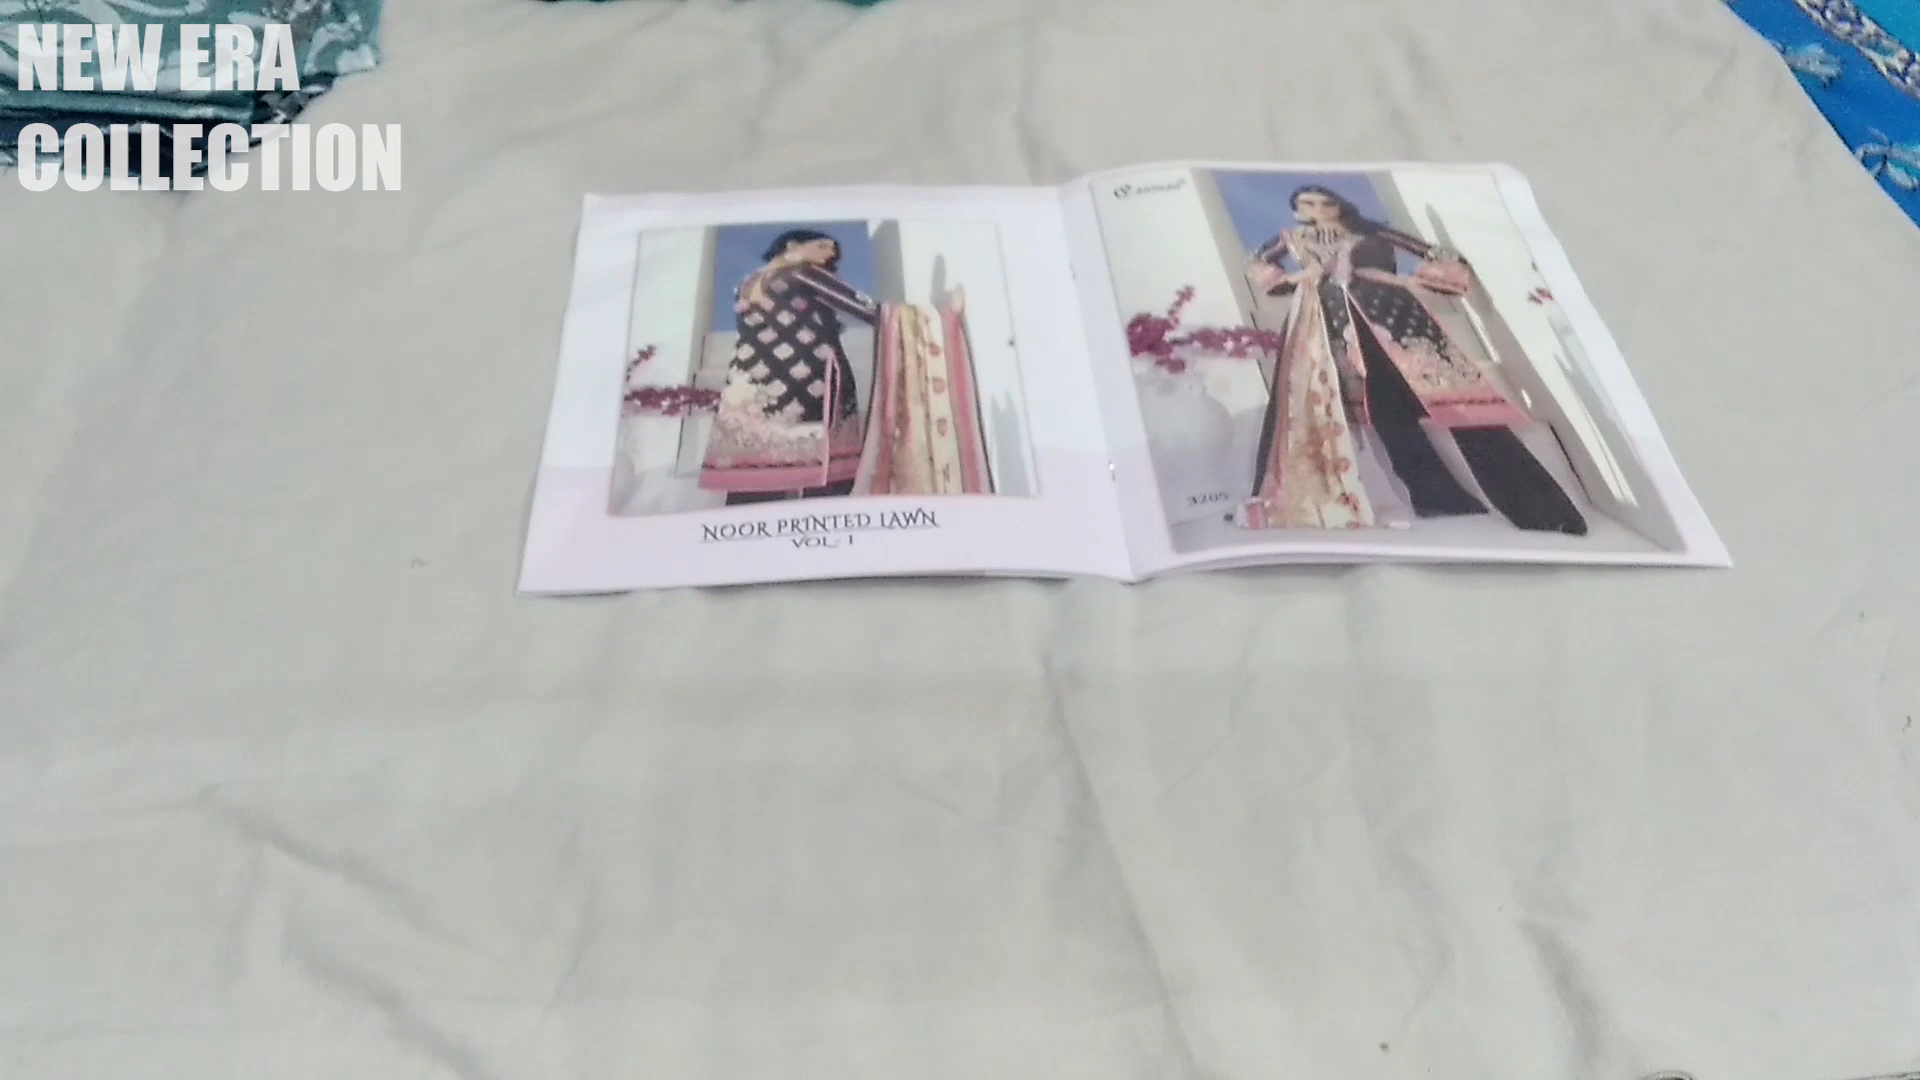 NEW ERA
COLLECTION
NOOR PRINTED LAWN
VOL-1
3205